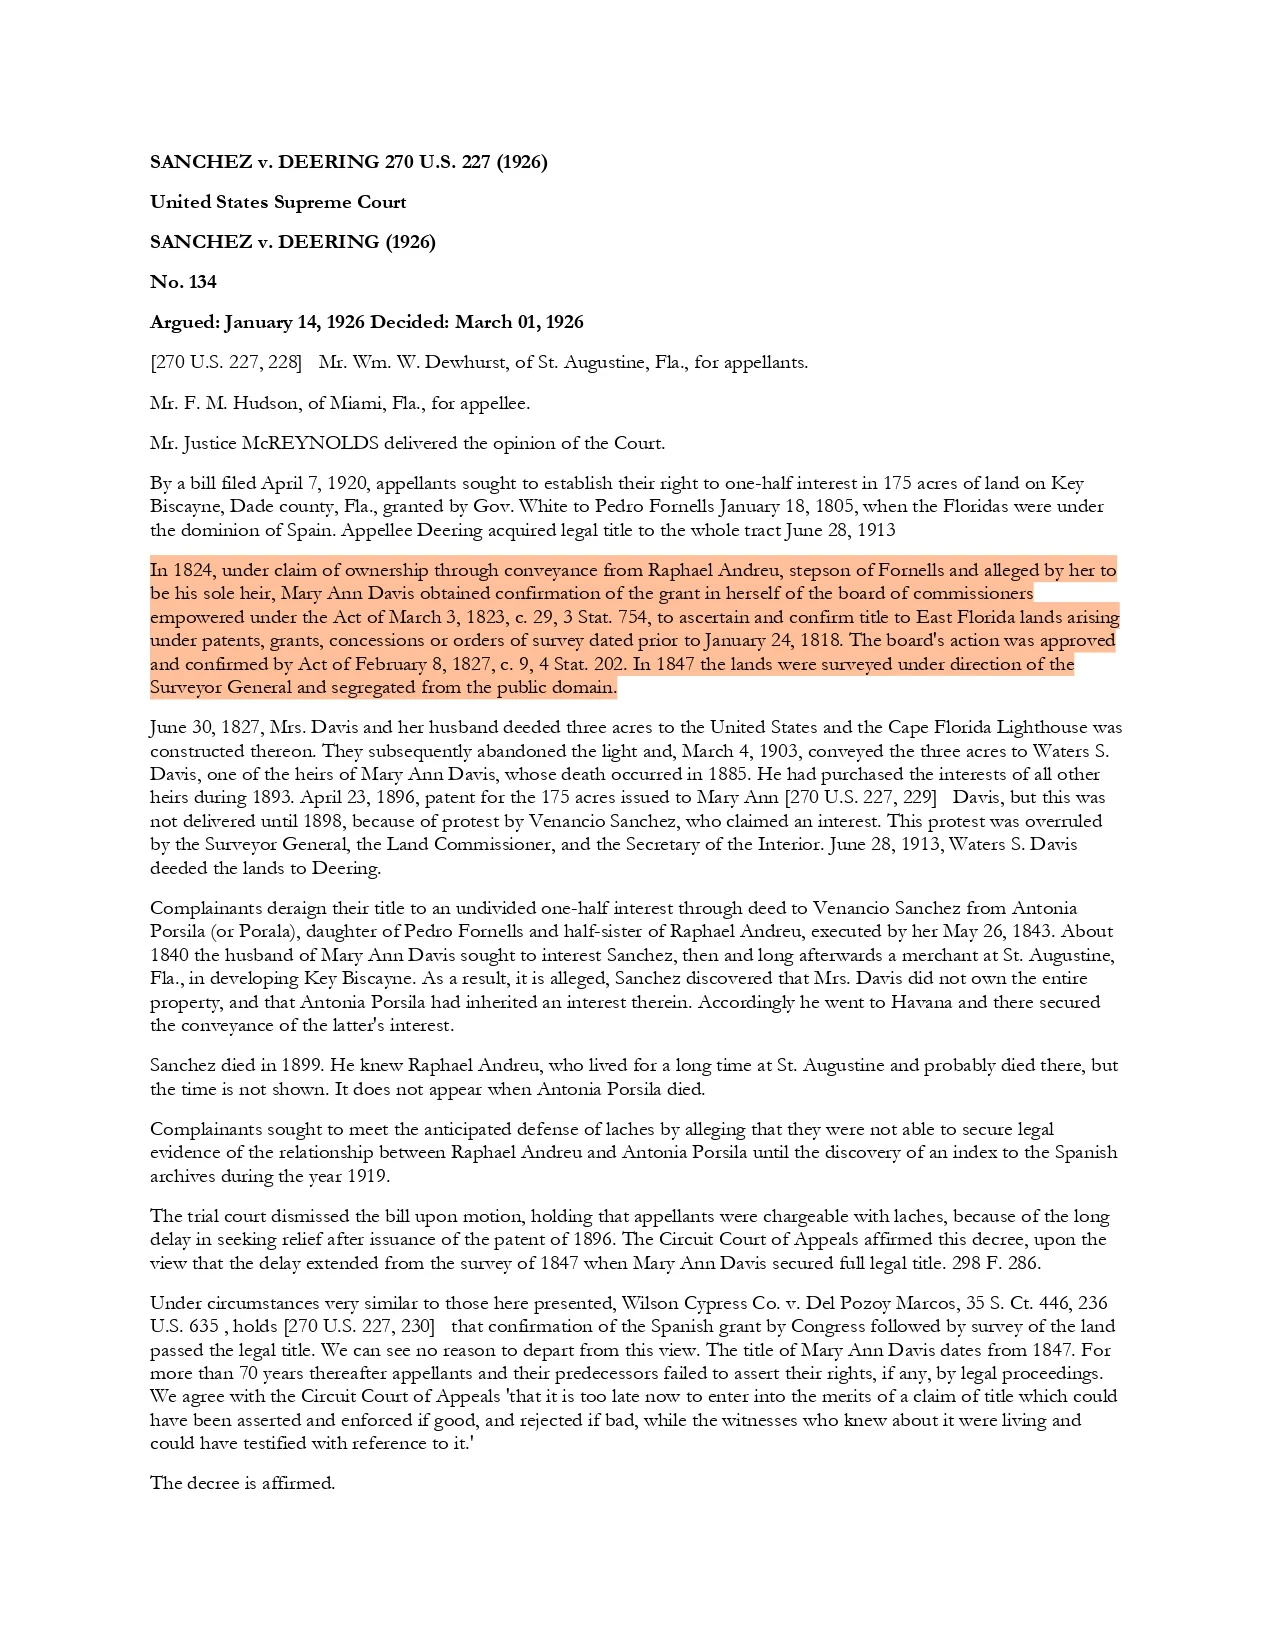 SANCHEZ v. DEERING 270 U.S. 227 (1926)
United States Supreme Court
SANCHEZ v. DEERING (1926)
No. 134
Argued: January 14, 1926 Decided: March 01, 1926
[270 U.S. 227, 228] Mr. Wm. W. Dewhurst, of St. Augustine, Fla., for appellants.
Mr. F. M. Hudson, of Miami, Fla., for appellee.
Mr. Justice McREYNOLDS delivered the opinion of the Court.
By a bill filed April 7, 1920, appellants sought to establish their right to one-half interest in 175 acres of land on Key
Biscayne, Dade county, Fla., granted by Gov. White to Pedro Fornells January 18, 1805, when the Floridas were under
the dominion of Spain. Appellee Deering acquired legal title to the whole tract June 28, 1913
In 1824, under claim of ownership through conveyance from Raphael Andreu, stepson of Fornells and alleged by her to
be his sole heir, Mary Ann Davis obtained confirmation of the grant in herself of the board of commissioners
empowered under the Act of March 3, 1823, c. 29, 3 Stat. 754, to ascertain and confirm title to East Florida lands arising
under patents, grants, concessions or orders of survey dated prior to January 24, 1818. The board's action was approved
and confirmed by Act of February 8, 1827, c. 9, 4 Stat. 202. In 1847 the lands were surveyed under direction of the
Surveyor General and segregated from the public domain.
June 30, 1827, Mrs. Davis and her husband deeded three acres to the United States and the Cape Florida Lighthouse was
constructed thereon. They subsequently abandoned the light and, March 4, 1903, conveyed the three acres to Waters S.
Davis, one of the heirs of Mary Ann Davis, whose death occurred in 1885. He had purchased the interests of all other
heirs during 1893. April 23, 1896, patent for the 175 acres issued to Mary Ann [270 U.S. 227, 229] Davis, but this was
not delivered until 1898, because of protest by Venancio Sanchez, who claimed an interest. This protest was overruled
by the Surveyor General, the Land Commissioner, and the Secretary of the Interior. June 28, 1913, Waters S. Davis
deeded the lands to Deering.
Complainants deraign their title to an undivided one-half interest through deed to Venancio Sanchez from Antonia
Porsila (or Porala), daughter of Pedro Fornells and half-sister of Raphael Andreu, executed by her May 26, 1843. About
1840 the husband of Mary Ann Davis sought to interest Sanchez, then and long afterwards a merchant at St. Augustine,
Fla., in developing Key Biscayne. As a result, it is alleged, Sanchez discovered that Mrs. Davis did not own the entire
property, and that Antonia Porsila had inherited an interest therein. Accordingly he went to Havana and there secured
the conveyance of the latter's interest.
Sanchez died in 1899. He knew Raphael Andreu, who lived for a long time at St. Augustine and probably died there, but
the time is not shown. It does not appear when Antonia Porsila died.
Complainants sought to meet the anticipated defense of laches by alleging that they were not able to secure legal
evidence of the relationship between Raphael Andreu and Antonia Porsila until the discovery of an index to the Spanish
archives during the year 1919.
The trial court dismissed the bill upon motion, holding that appellants were chargeable with laches, because of the long
delay in seeking relief after issuance of the patent of 1896. The Circuit Court of Appeals affirmed this decree, upon the
view that the delay extended from the survey of 1847 when Mary Ann Davis secured full legal title. 298 F. 286.
Under circumstances very similar to those here presented, Wilson Cypress Co. v. Del Pozoy Marcos, 35 S. Ct. 446, 236
U.S. 635 , holds [270 U.S. 227, 230] that confirmation of the Spanish grant by Congress followed by survey of the land
passed the legal title. We can see no reason to depart from this view. The title of Mary Ann Davis dates from 1847. For
more than 70 years thereafter appellants and their predecessors failed to assert their rights, if any, by legal proceedings.
We agree with the Circuit Court of Appeals 'that it is too late now to enter into the merits of a claim of title which could
have been asserted and enforced if good, and rejected if bad, while the witnesses who knew about it were living and
could have testified with reference to it.'
The decree is affirmed.